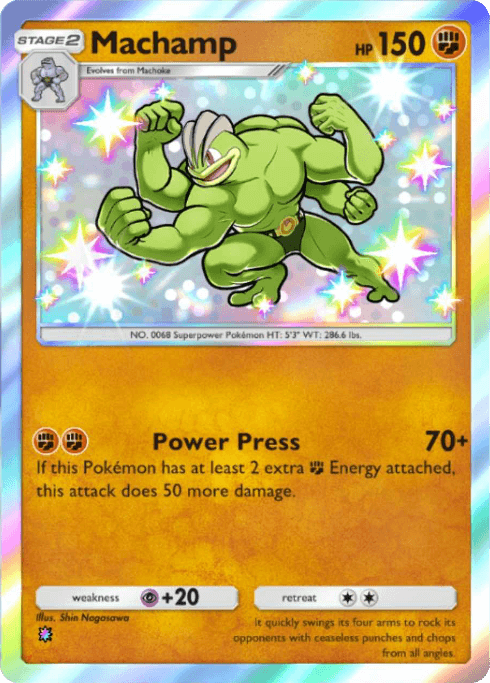 STAGE 2 Machamp HP 150
Evolves from Machoke
NO. 0068 Superpower Pokémon HT: 5'3" WT: 286.6 lbs.
Power Press 70+
If this Pokémon has at least 2 extra Energy attached,
this attack does 50 more damage.
weakness +20 retreat
Illus. Shin Nagasawa
It quickly swings its four arms to rock its
opponents with ceaseless punches and chops
from all angles.